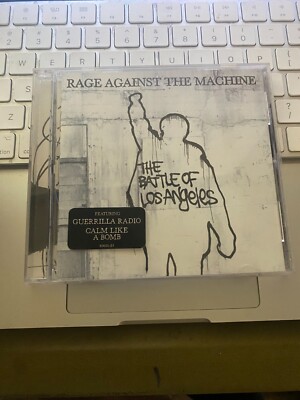 RAGE AGAINST THE MACHINE
THE
BATTLE OF
LOS ANGELES
FEATURING
GUERRILLA RADIO
CALM LIKE
A BOMB